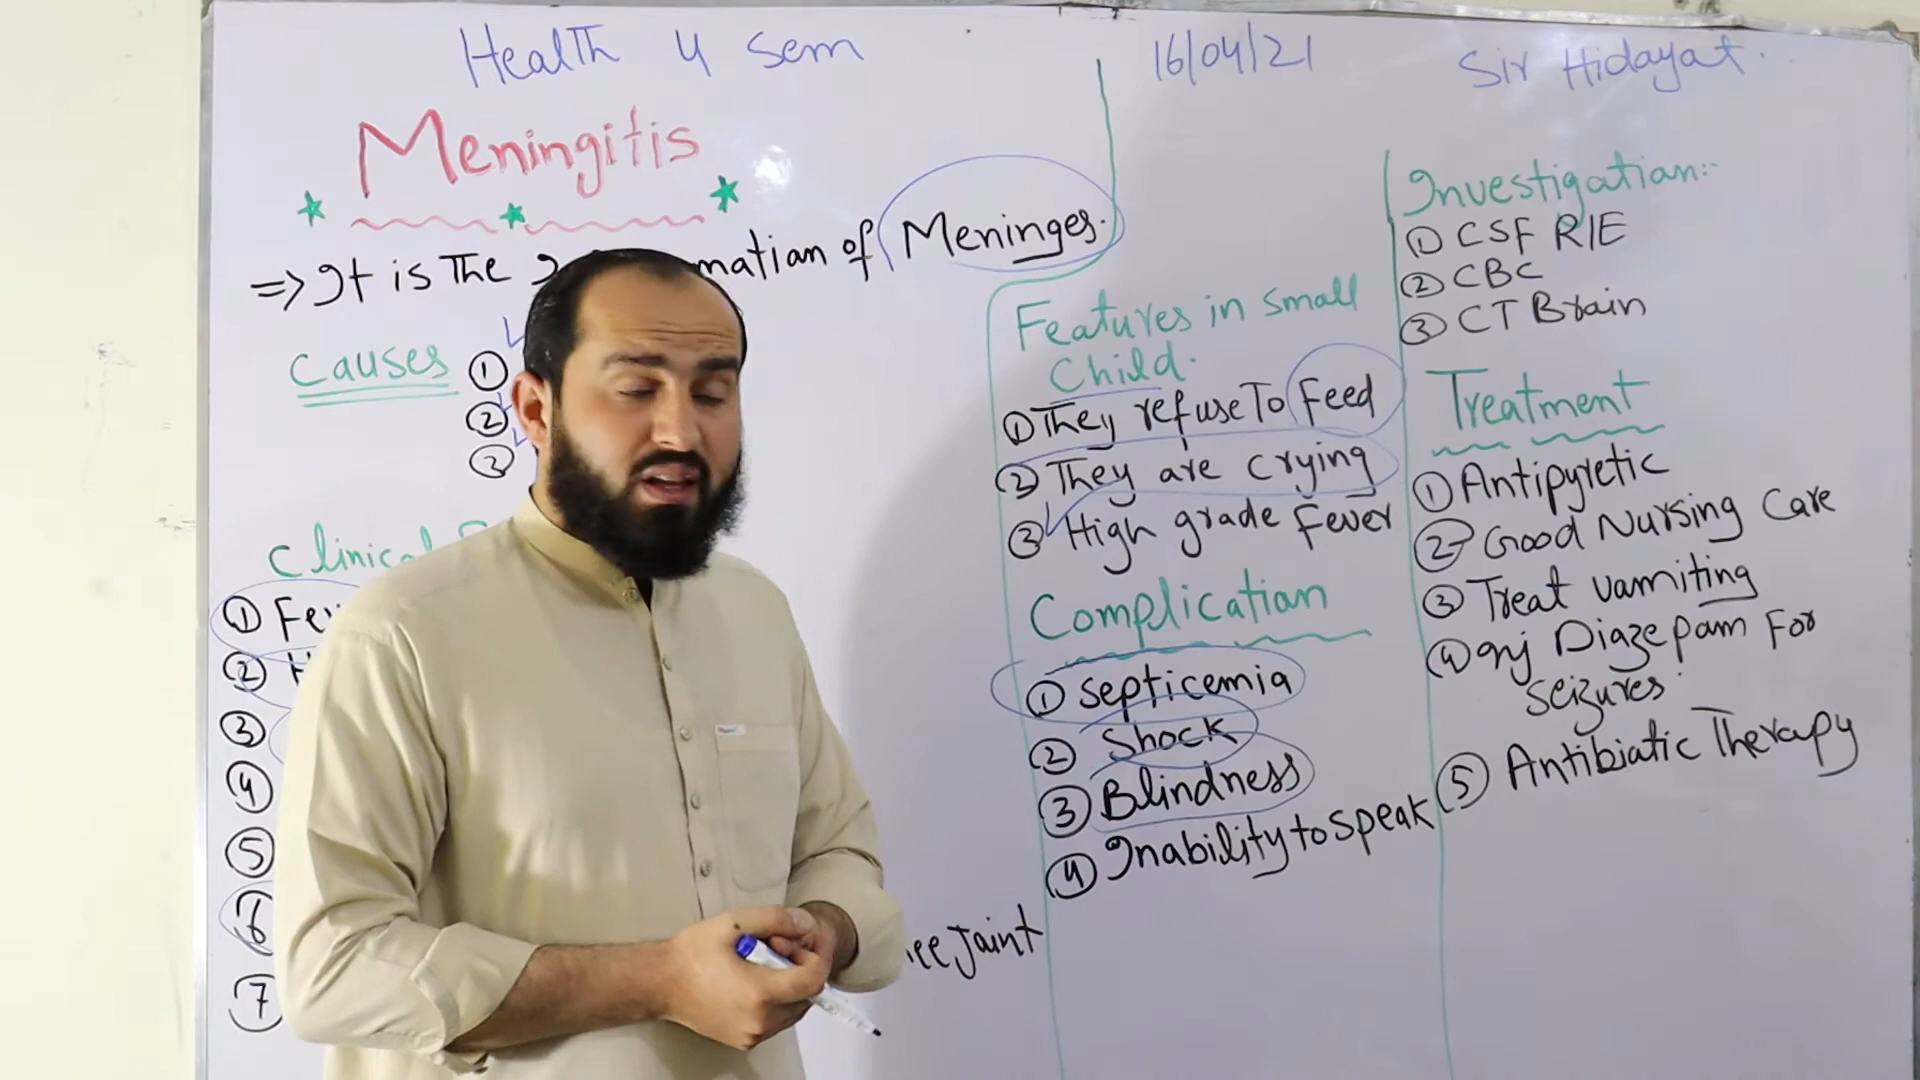 Health 4 Sem
16/04/21
Sir Hidayat.
Meningitis
=> It is The mation of Meninges.
Causes
①
②
③
①
②
③
④
⑤
⑥
⑦
Joint
Features in small
Child.
① They refuse To Feed
② They are crying
③ High grade Fever
Complication
① Septicemia
② Shock
③ Blindness
④ Inability to speak
Investigation:-
① CSF R/E
② CBC
③ CT Brain
Treatment
① Antipyretic
② Good Nursing Care
③ Treat vamiting
④ Inj Diazepam For
Seizures
⑤ Antibiatic Therapy